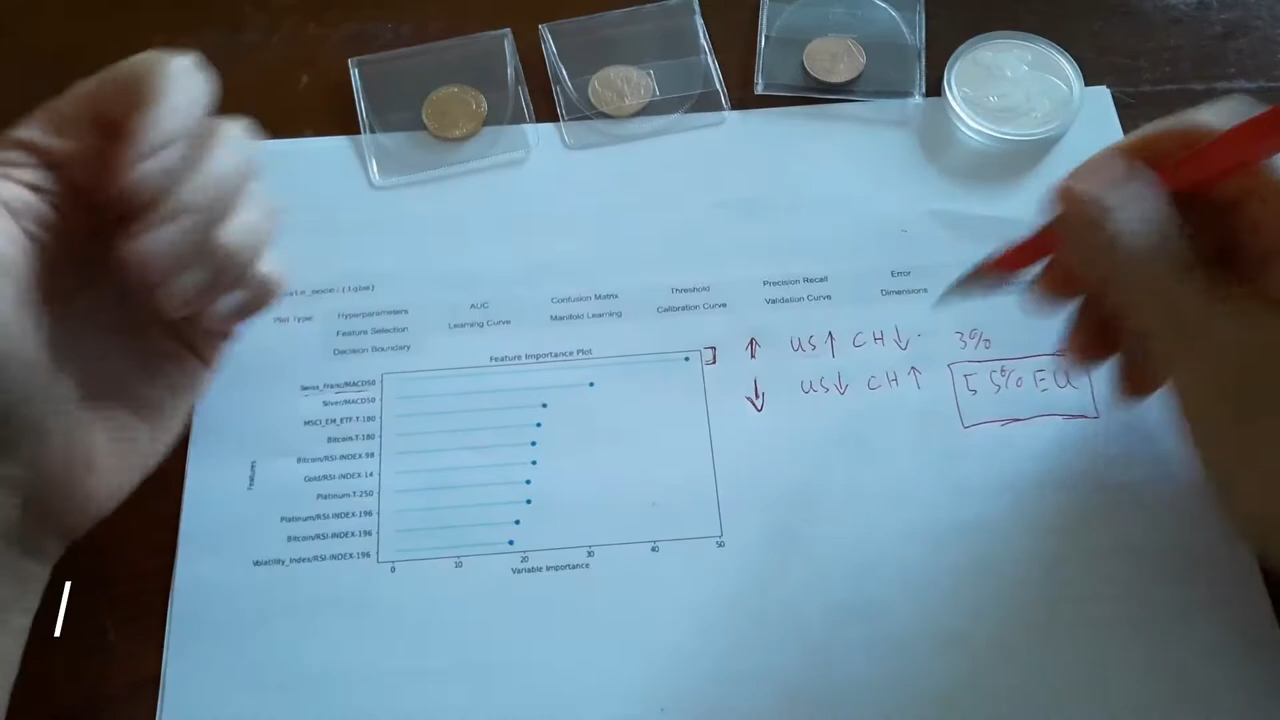 Plot Type: Hyperparameters AUC Confusion Matrix Threshold Precision Recall Error
Feature Selection Learning Curve Manifold Learning Calibration Curve Validation Curve Dimensions
Decision Boundary
Feature Importance Plot
Swiss_Franc/MACD50
Silver/MACD50
MSCI_EM_ETF-T-180
Bitcoin-T-180
Bitcoin/RSI-INDEX-98
Gold/RSI-INDEX-14
Platinum-T-250
Platinum/RSI-INDEX-196
Bitcoin/RSI-INDEX-196
Volatility_Index/RSI-INDEX-196
Features
0 10 20 30 40 50
Variable Importance
↑ US↑ CH↓ 3%
↓ US↓ CH↑ 55% EU